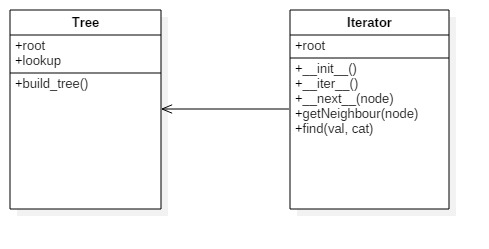 Tree
+root
+lookup
+build_tree()
Iterator
+root
+__init__()
+__iter__()
+__next__(node)
+getNeighbour(node)
+find(val, cat)